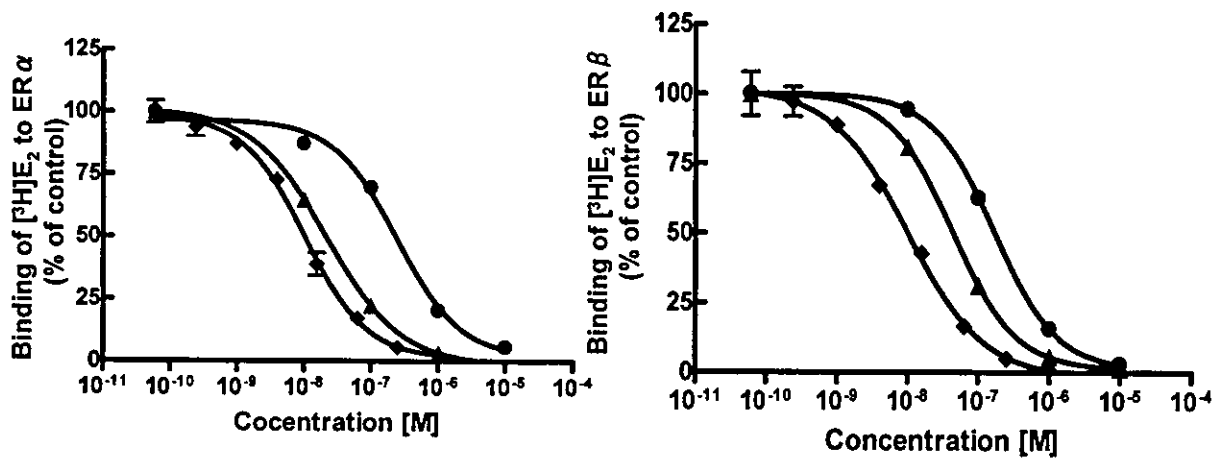 Binding of [³H]E₂ to ERα
(% of control)
125
100
75
50
25
0
10⁻¹¹ 10⁻¹⁰ 10⁻⁹ 10⁻⁸ 10⁻⁷ 10⁻⁶ 10⁻⁵ 10⁻⁴
Cocentration [M]
Binding of [³H]E₂ to ERβ
(% of control)
125
100
75
50
25
0
10⁻¹¹ 10⁻¹⁰ 10⁻⁹ 10⁻⁸ 10⁻⁷ 10⁻⁶ 10⁻⁵ 10⁻⁴
Concentration [M]